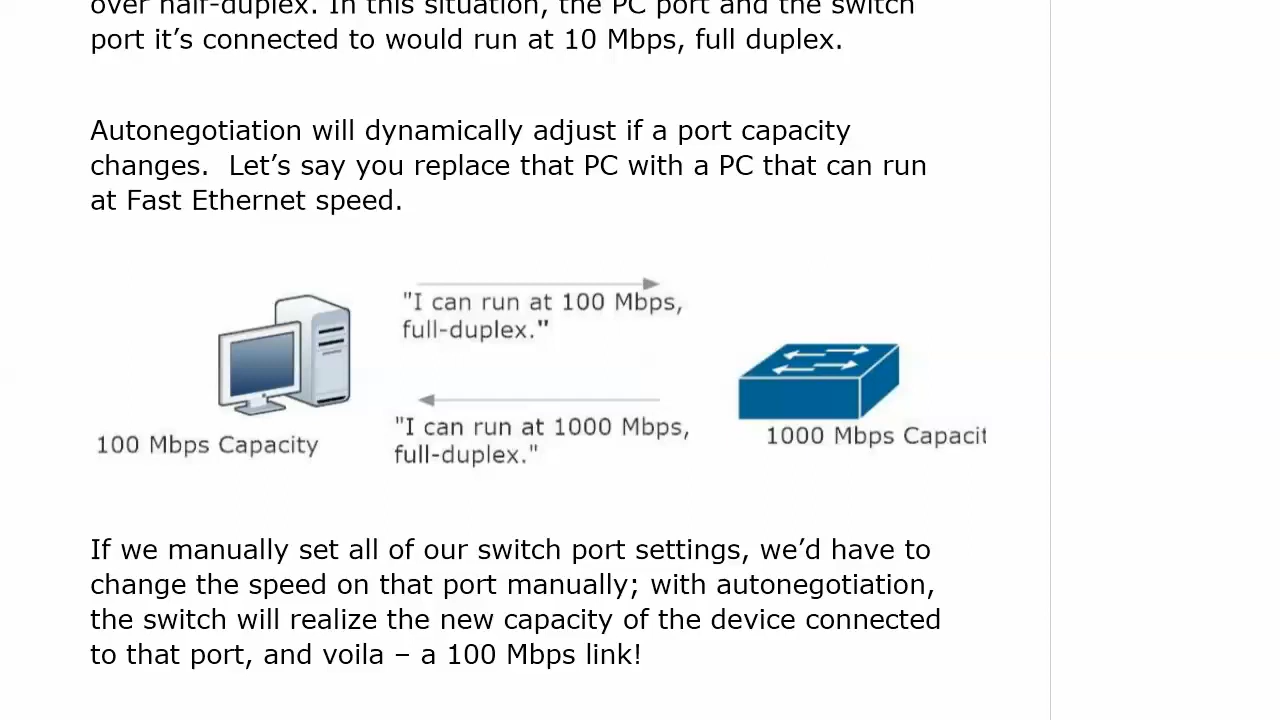 over half-duplex. In this situation, the PC port and the switch
port it’s connected to would run at 10 Mbps, full duplex.
Autonegotiation will dynamically adjust if a port capacity
changes.  Let’s say you replace that PC with a PC that can run
at Fast Ethernet speed.
"I can run at 100 Mbps,
full-duplex."
"I can run at 1000 Mbps,
full-duplex."
100 Mbps Capacity
1000 Mbps Capacit
If we manually set all of our switch port settings, we’d have to
change the speed on that port manually; with autonegotiation,
the switch will realize the new capacity of the device connected
to that port, and voila – a 100 Mbps link!